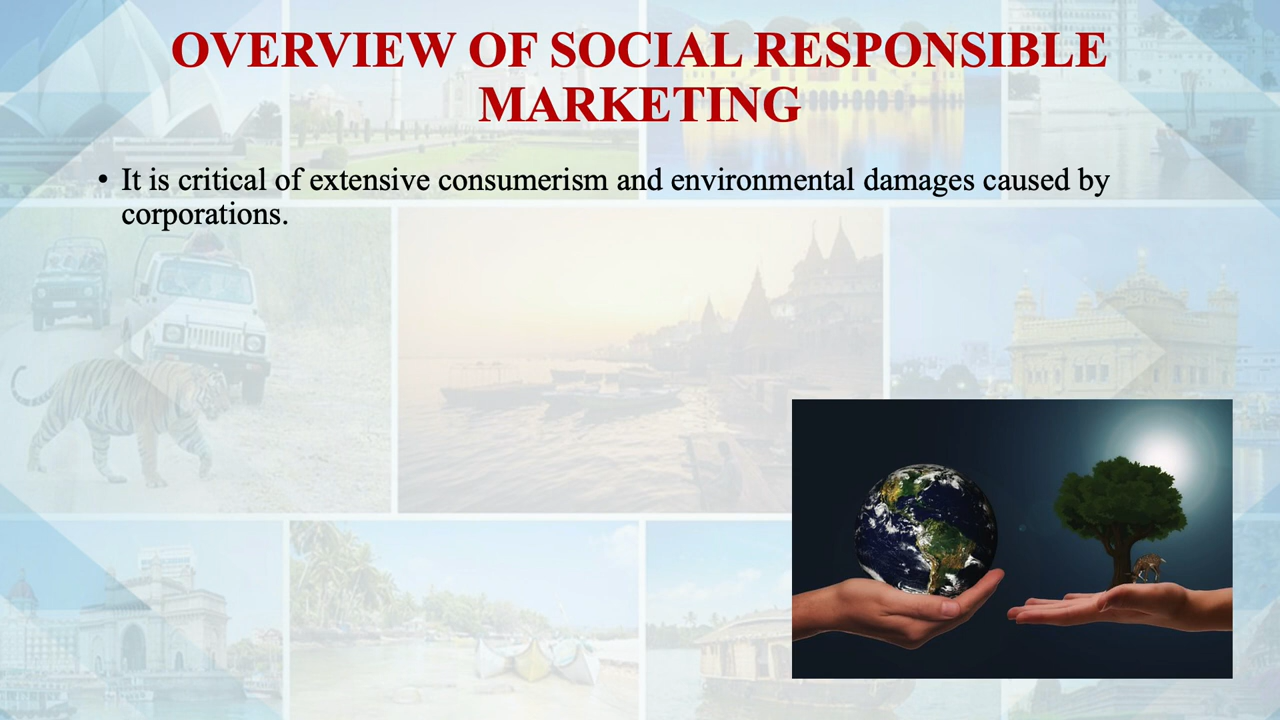 OVERVIEW OF SOCIAL RESPONSIBLE
MARKETING
• It is critical of extensive consumerism and environmental damages caused by
corporations.